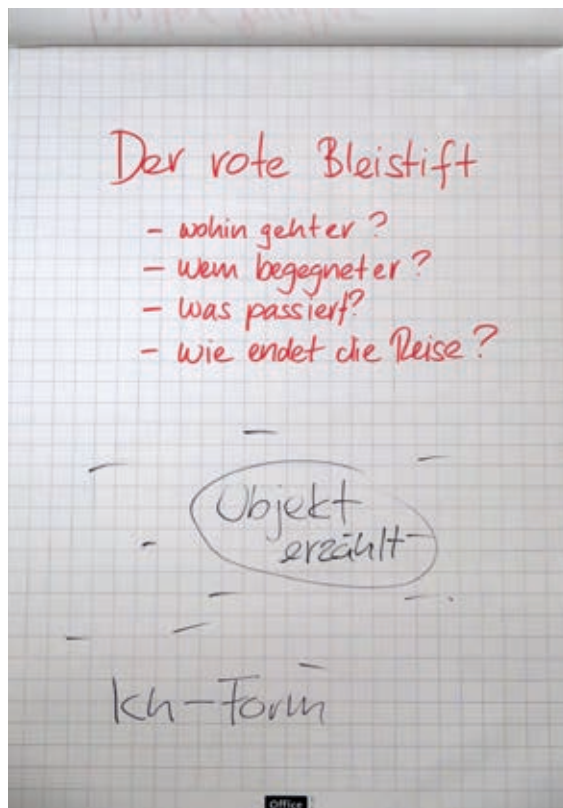 Der rote Bleistift
- wohin geht er?
- wem begegnet er?
- was passiert?
- wie endet die Reise?
Objekt
erzählt
Ich-Form
Office